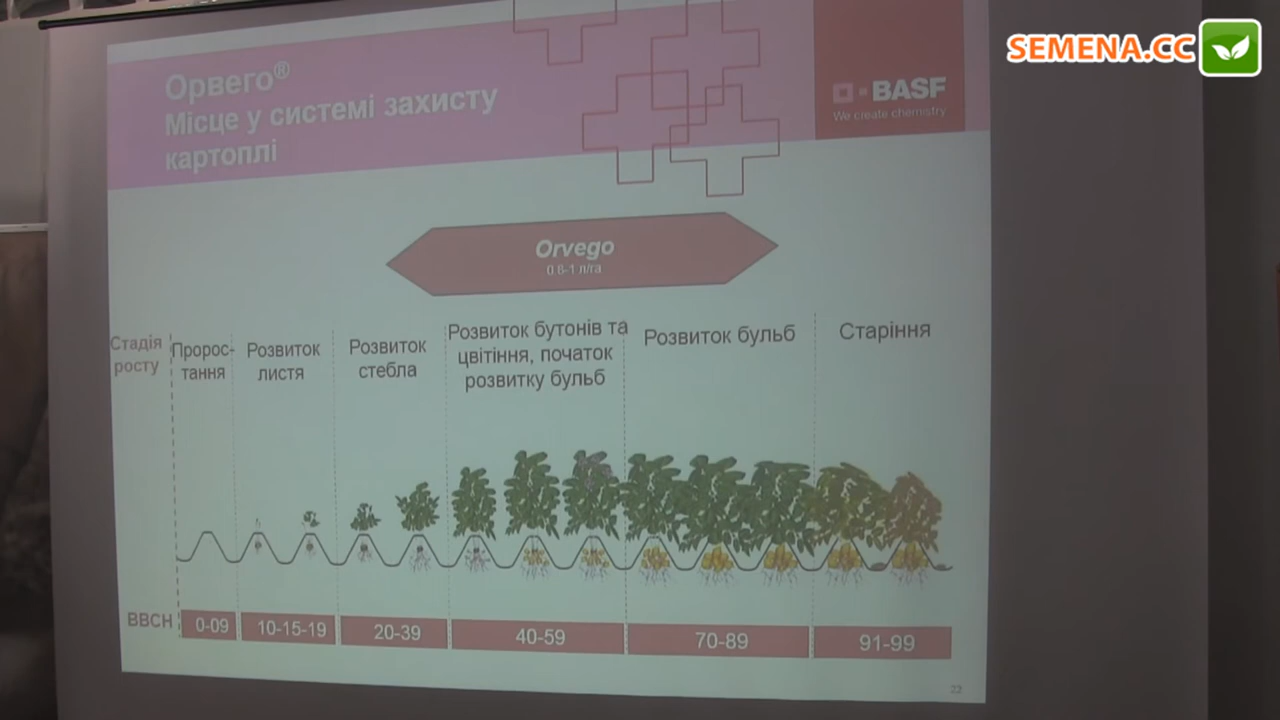 SEMENA.CC
Орвего®
Місце у системі захисту
картоплі
BASF
We create chemistry
Orvego
0.8-1 л/га
Стадія
росту
Пророс-
тання
Розвиток
листя
Розвиток
стебла
Розвиток бутонів та
цвітіння, початок
розвитку бульб
Розвиток бульб
Старіння
BBCH
0-09
10-15-19
20-39
40-59
70-89
91-99
22